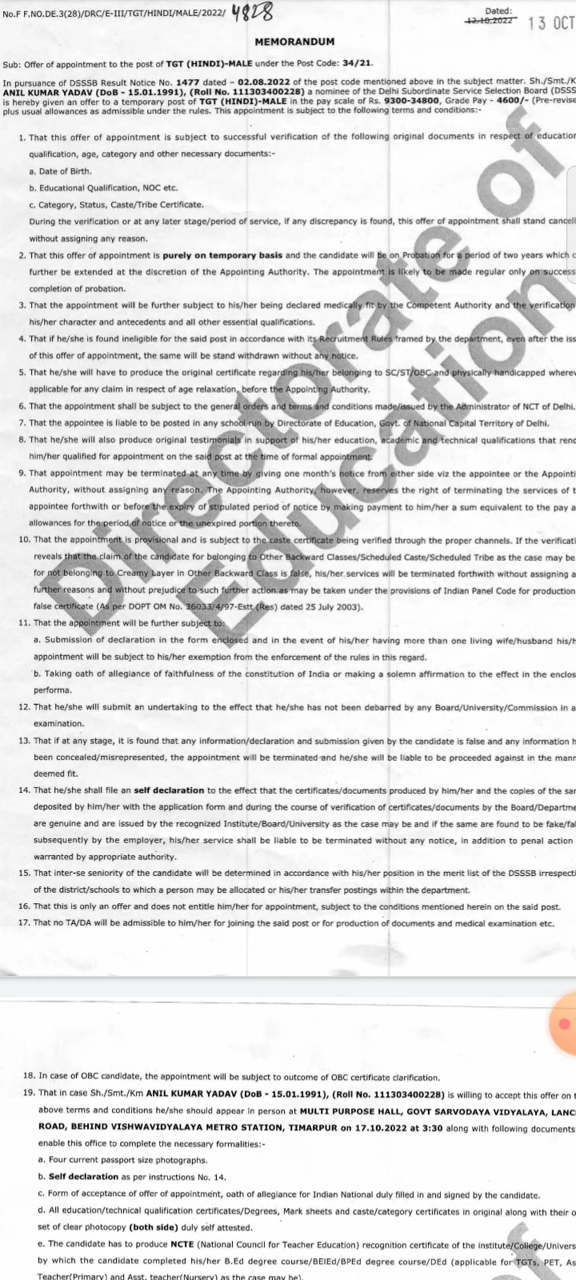 No.F F.NO.DE.3(28)/DRC/E-III/TGT/HINDI/MALE/2022/ 4828
Dated:
12.10.2022 13 OCT
MEMORANDUM
Sub: Offer of appointment to the post of TGT (HINDI)-MALE under the Post Code: 34/21.
In pursuance of DSSSB Result Notice No. 1477 dated – 02.08.2022 of the post code mentioned above in the subject matter. Sh./Smt./K
ANIL KUMAR YADAV (DoB - 15.01.1991), (Roll No. 111303400228) a nominee of the Delhi Subordinate Service Selection Board (DSSS
is hereby given an offer to a temporary post of TGT (HINDI)-MALE in the pay scale of Rs. 9300-34800, Grade Pay - 4600/- (Pre-revise
plus usual allowances as admissible under the rules. This appointment is subject to the following terms and conditions:-
1. That this offer of appointment is subject to successful verification of the following original documents in respect of education
qualification, age, category and other necessary documents:-
a. Date of Birth.
b. Educational Qualification, NOC etc.
c. Category, Status, Caste/Tribe Certificate.
During the verification or at any later stage/period of service, if any discrepancy is found, this offer of appointment shall stand cancell
without assigning any reason.
2. That this offer of appointment is purely on temporary basis and the candidate will be on Probation for a period of two years which c
further be extended at the discretion of the Appointing Authority. The appointment is likely to be made regular only on success
completion of probation.
3. That the appointment will be further subject to his/her being declared medically fit by the Competent Authority and the verification
his/her character and antecedents and all other essential qualifications.
4. That if he/she is found ineligible for the said post in accordance with its Recruitment Rules framed by the department, even after the iss
of this offer of appointment, the same will be stand withdrawn without any notice.
5. That he/she will have to produce the original certificate regarding his/her belonging to SC/ST/OBC and physically handicapped wherev
applicable for any claim in respect of age relaxation, before the Appointing Authority.
6. That the appointment shall be subject to the general orders and terms and conditions made/issued by the Administrator of NCT of Delhi.
7. That the appointee is liable to be posted in any school run by Directorate of Education, Govt. of National Capital Territory of Delhi.
8. That he/she will also produce original testimonials in support of his/her education, academic and technical qualifications that rend
him/her qualified for appointment on the said post at the time of formal appointment.
9. That appointment may be terminated at any time by giving one month's notice from either side viz the appointee or the Appointi
Authority, without assigning any reason. The Appointing Authority, however, reserves the right of terminating the services of t
appointee forthwith or before the expiry of stipulated period of notice by making payment to him/her a sum equivalent to the pay a
allowances for the period of notice or the unexpired portion thereto.
10. That the appointment is provisional and is subject to the caste certificate being verified through the proper channels. If the verificati
reveals that the claim of the candidate for belonging to Other Backward Classes/Scheduled Caste/Scheduled Tribe as the case may be
for not belonging to Creamy Layer in Other Backward Class is false, his/her services will be terminated forthwith without assigning a
further reasons and without prejudice to such further action as may be taken under the provisions of Indian Panel Code for production
false certificate (As per DOPT OM No. 36033/4/97-Estt.(Res) dated 25 July 2003).
11. That the appointment will be further subject to:
a. Submission of declaration in the form enclosed and in the event of his/her having more than one living wife/husband his/h
appointment will be subject to his/her exemption from the enforcement of the rules in this regard.
b. Taking oath of allegiance of faithfulness of the constitution of India or making a solemn affirmation to the effect in the enclos
performa.
12. That he/she will submit an undertaking to the effect that he/she has not been debarred by any Board/University/Commission in a
examination.
13. That if at any stage, it is found that any information/declaration and submission given by the candidate is false and any information h
been concealed/misrepresented, the appointment will be terminated and he/she will be liable to be proceeded against in the mann
deemed fit.
14. That he/she shall file an self declaration to the effect that the certificates/documents produced by him/her and the copies of the sam
deposited by him/her with the application form and during the course of verification of certificates/documents by the Board/Departme
are genuine and are issued by the recognized Institute/Board/University as the case may be and if the same are found to be fake/fal
subsequently by the employer, his/her service shall be liable to be terminated without any notice, in addition to penal action
warranted by appropriate authority.
15. That inter-se seniority of the candidate will be determined in accordance with his/her position in the merit list of the DSSSB irrespecti
of the district/schools to which a person may be allocated or his/her transfer postings within the department.
16. That this is only an offer and does not entitle him/her for appointment, subject to the conditions mentioned herein on the said post.
17. That no TA/DA will be admissible to him/her for joining the said post or for production of documents and medical examination etc.
Directorate of
Education
18. In case of OBC candidate, the appointment will be subject to outcome of OBC certificate clarification.
19. That in case Sh./Smt./Km ANIL KUMAR YADAV (DoB - 15.01.1991), (Roll No. 111303400228) is willing to accept this offer on t
above terms and conditions he/she should appear in person at MULTI PURPOSE HALL, GOVT SARVODAYA VIDYALAYA, LANC
ROAD, BEHIND VISHWAVIDYALAYA METRO STATION, TIMARPUR on 17.10.2022 at 3:30 along with following documents
enable this office to complete the necessary formalities:-
a. Four current passport size photographs.
b. Self declaration as per instructions No. 14.
c. Form of acceptance of offer of appointment, oath of allegiance for Indian National duly filled in and signed by the candidate.
d. All education/technical qualification certificates/Degrees, Mark sheets and caste/category certificates in original along with their o
set of clear photocopy (both side) duly self attested.
e. The candidate has to produce NCTE (National Council for Teacher Education) recognition certificate of the institute/College/Univers
by which the candidate completed his/her B.Ed degree course/BElEd/BPEd degree course/DEd (applicable for TGTs, PET, As
Teacher(Primary) and Asst. teacher(Nursery) as the case may be).
of